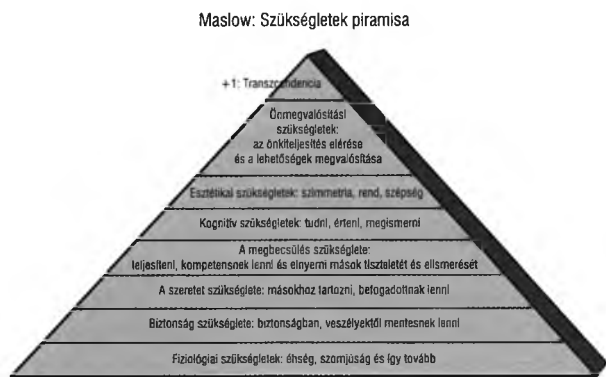 Maslow: Szükségletek piramisa
+1: Transzcendencia
Önmegvalósítási
szükségletek:
az önkiteljesítés elérése
és a lehetőségek megvalósítása
Esztétikai szükségletek: szimmetria, rend, szépség
Kognitív szükségletek: tudni, érteni, megismerni
A megbecsülés szükséglete:
teljesíteni, kompetensnek lenni és elnyerni mások tiszteletét és elismerését
A szeretet szükséglete: másokhoz tartozni, befogadottnak lenni
Biztonság szükséglete: biztonságban, veszélyektől mentesnek lenni
Fiziológiai szükségletek: éhség, szomjúság és így tovább